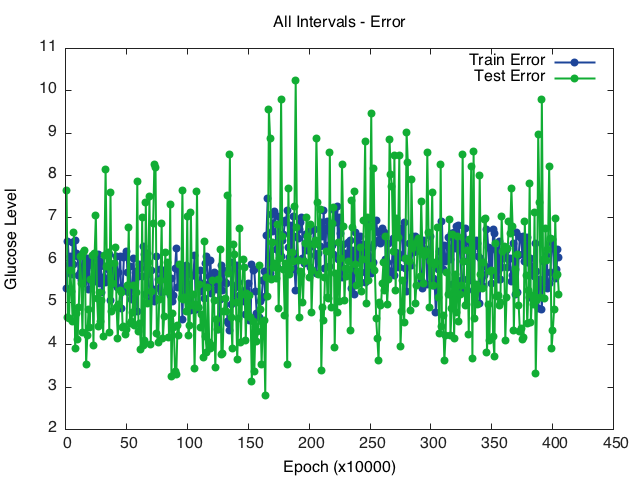 All Intervals - Error
Train Error
Test Error
Glucose Level
11
10
9
8
7
6
5
4
3
2
0 50 100 150 200 250 300 350 400 450
Epoch (x10000)